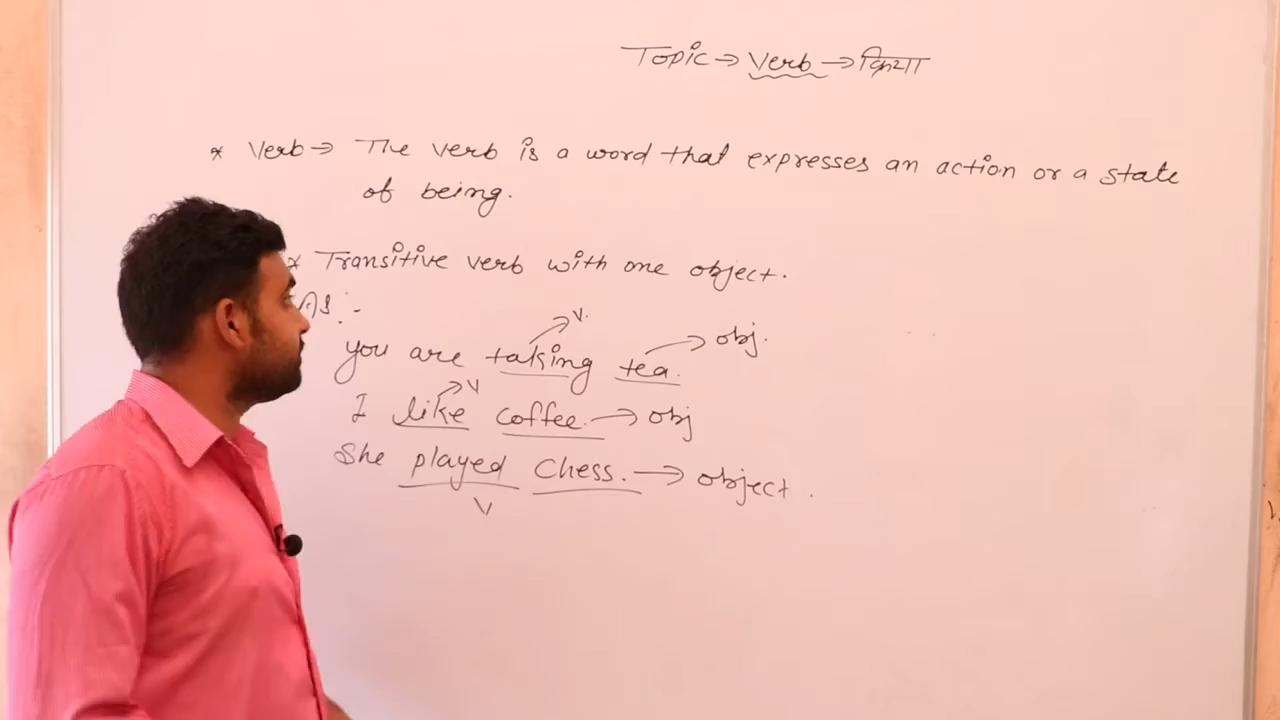 Topic → Verb → क्रिया
* Verb → The verb is a word that expresses an action or a state
of being.
* Transitive verb with one object.
As :-
You are taking tea. → V. → obj.
I like coffee. → V → obj
She played Chess. → object.
V